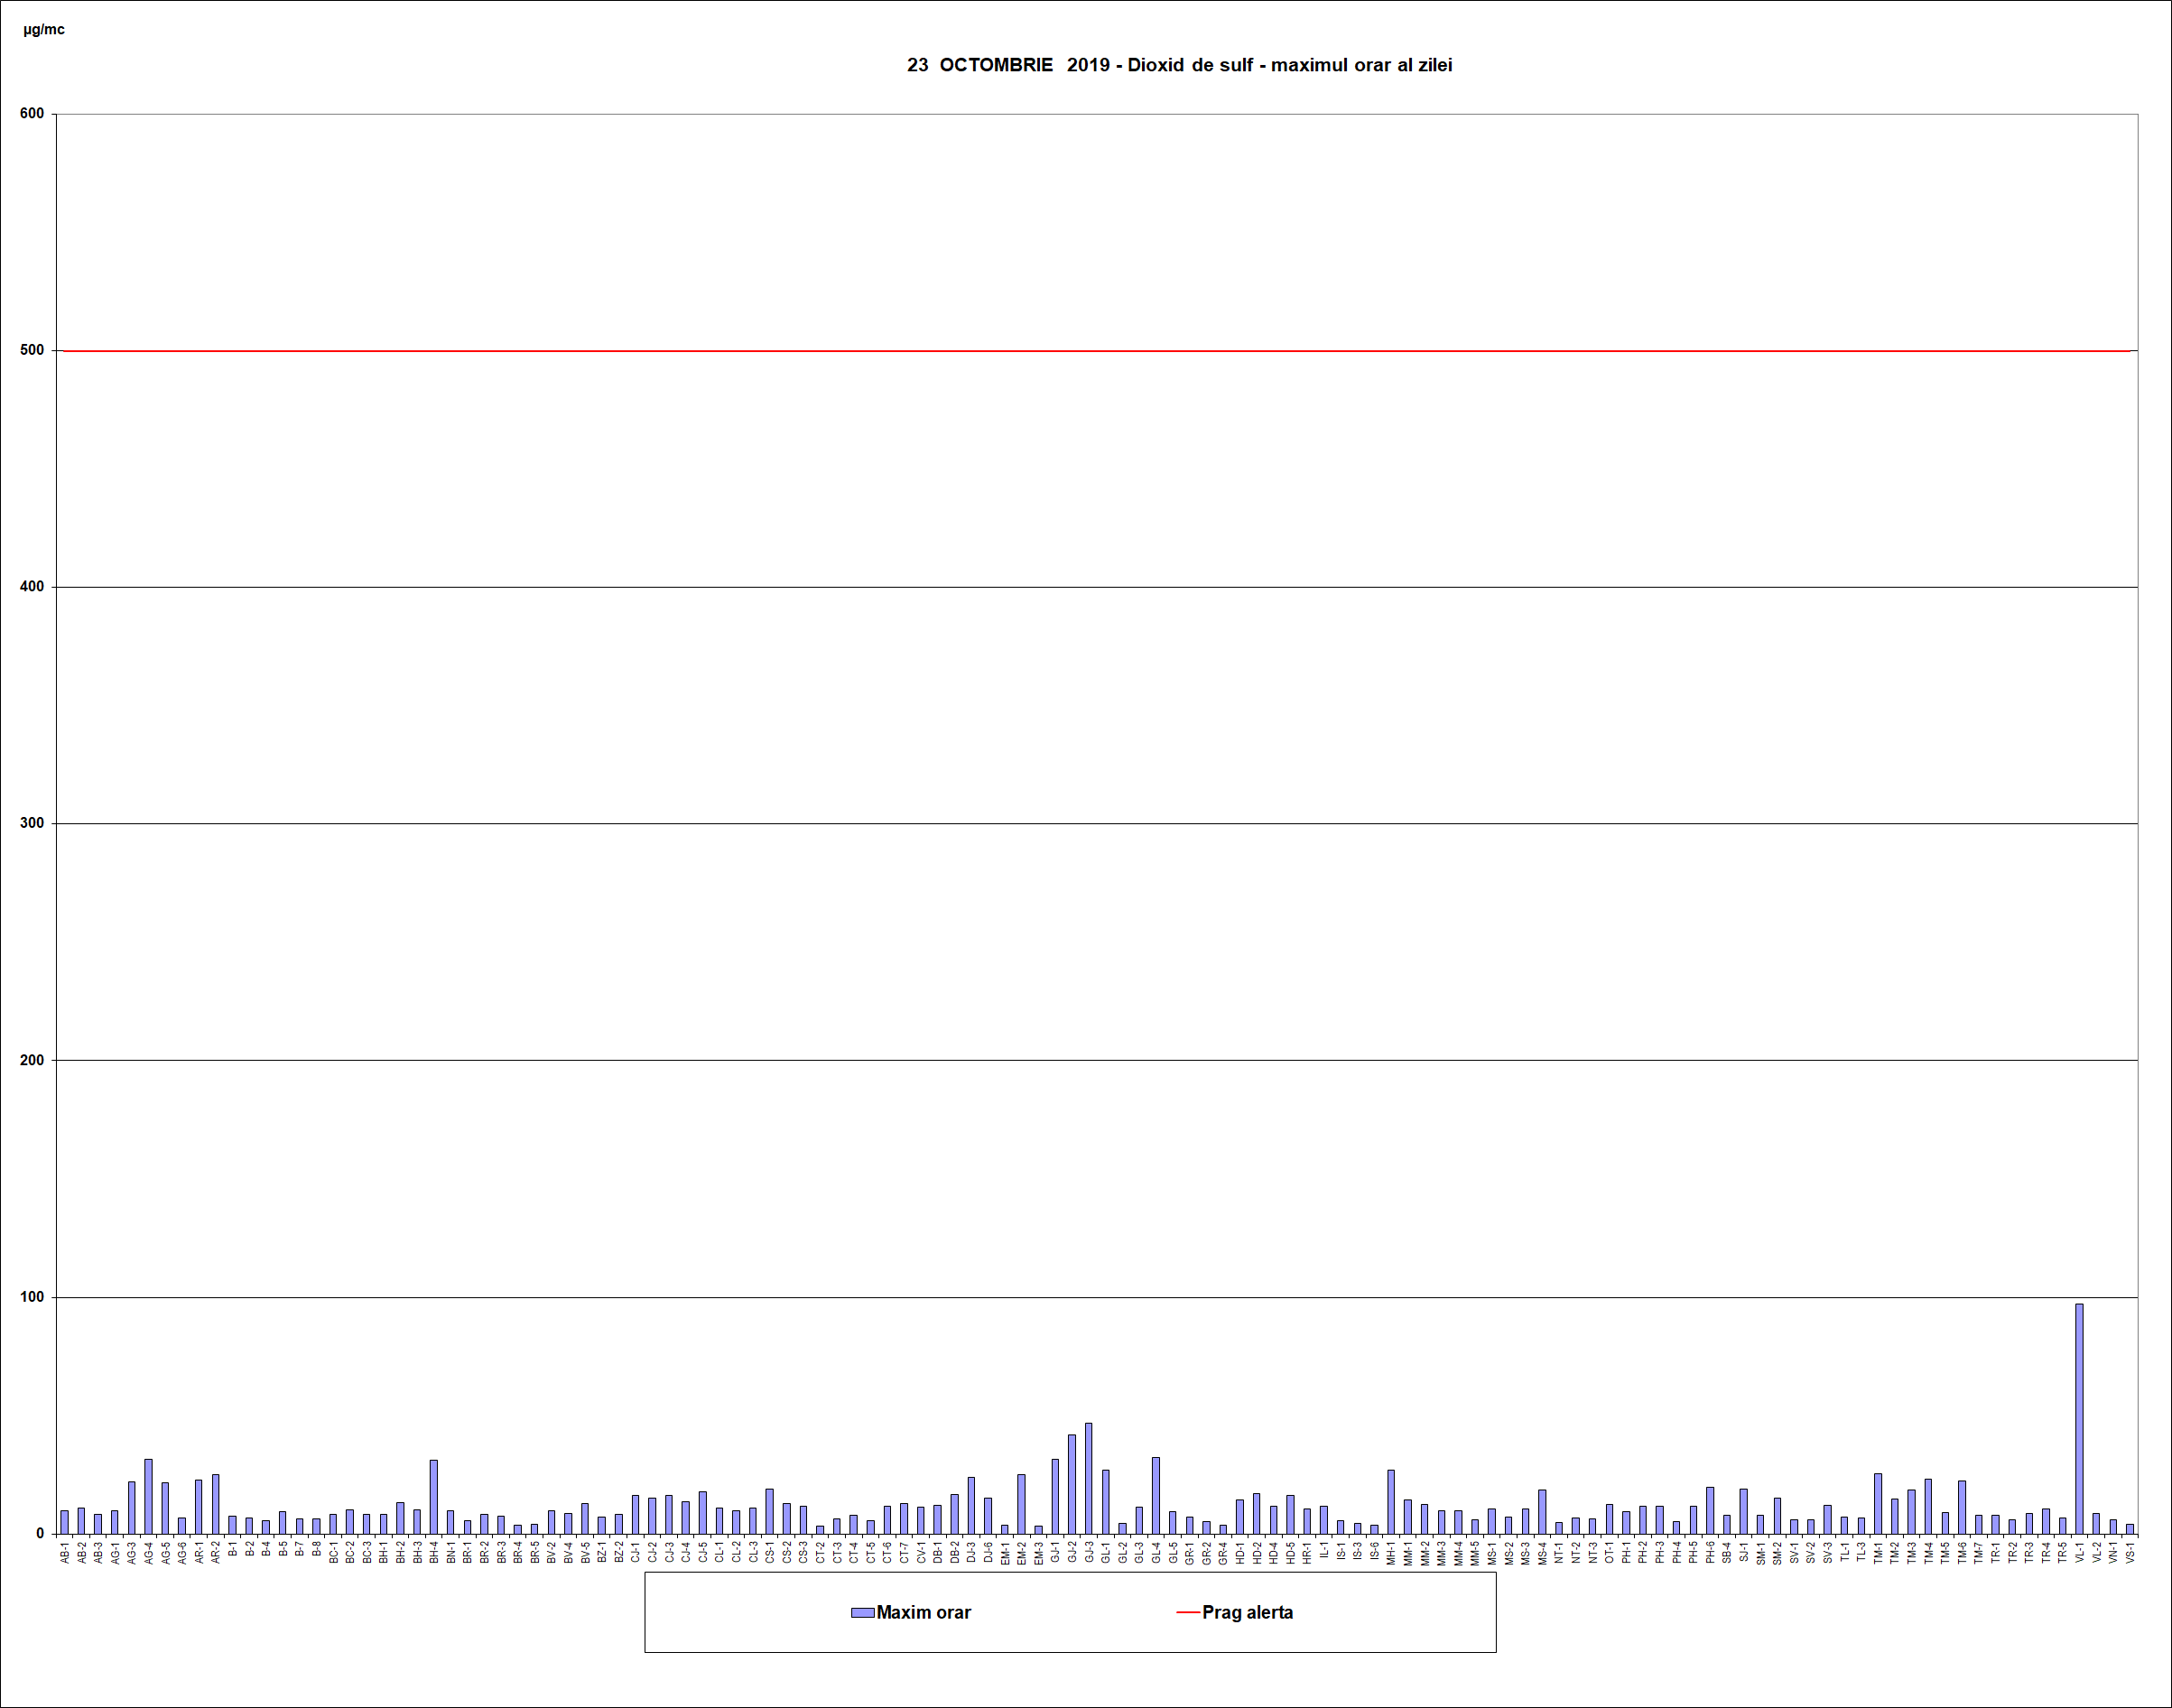 µg/mc
23 OCTOMBRIE 2019 - Dioxid de sulf - maximul orar al zilei
600
500
400
300
200
100
0
AB-1 AB-2 AB-3 AG-1 AG-3 AG-4 AG-5 AG-6 AR-1 AR-2 B-1 B-2 B-4 B-5 B-7 B-8 BC-1 BC-2 BC-3 BH-1 BH-2 BH-3 BH-4 BN-1 BR-1 BR-2 BR-3 BR-4 BR-5 BV-2 BV-4 BV-5 BZ-1 BZ-2 CJ-1 CJ-2 CJ-3 CJ-4 CJ-5 CL-1 CL-2 CL-3 CS-1 CS-2 CS-3 CT-2 CT-3 CT-4 CT-5 CT-6 CT-7 CV-1 DB-1 DB-2 DJ-3 DJ-6 EM-1 EM-2 EM-3 GJ-1 GJ-2 GJ-3 GL-1 GL-2 GL-3 GL-4 GL-5 GR-1 GR-2 GR-4 HD-1 HD-2 HD-4 HD-5 HR-1 IL-1 IS-1 IS-3 IS-6 MH-1 MM-1 MM-2 MM-3 MM-4 MM-5 MS-1 MS-2 MS-3 MS-4 NT-1 NT-2 NT-3 OT-1 PH-1 PH-2 PH-3 PH-4 PH-5 PH-6 SB-4 SJ-1 SM-1 SM-2 SV-1 SV-2 SV-3 TL-1 TL-3 TM-1 TM-2 TM-3 TM-4 TM-5 TM-6 TM-7 TR-1 TR-2 TR-3 TR-4 TR-5 VL-1 VL-2 VN-1 VS-1
Maxim orar Prag alerta